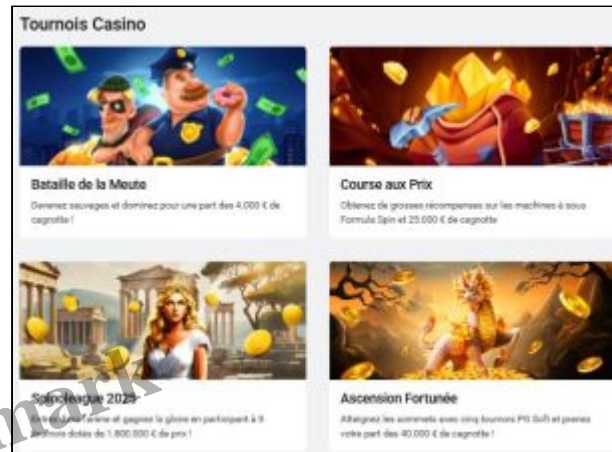 Tournois Casino
Bataille de la Meute
Devenez sauvages et dominez pour une part des 4.000 € de
cagnotte !
Course aux Prix
Obtenez de grosses récompenses sur les machines à sous
Formula Spin et 25.000 € de cagnotte
Spinoleague 2025
dans l'arène et gagnez la gloire en participant à 9
tournois dotés de 1.800.000 € de prix !
Ascension Fortunée
Atteignez les sommets avec cinq tournois PG Soft et prenez
votre part des 40.000 € de cagnotte !